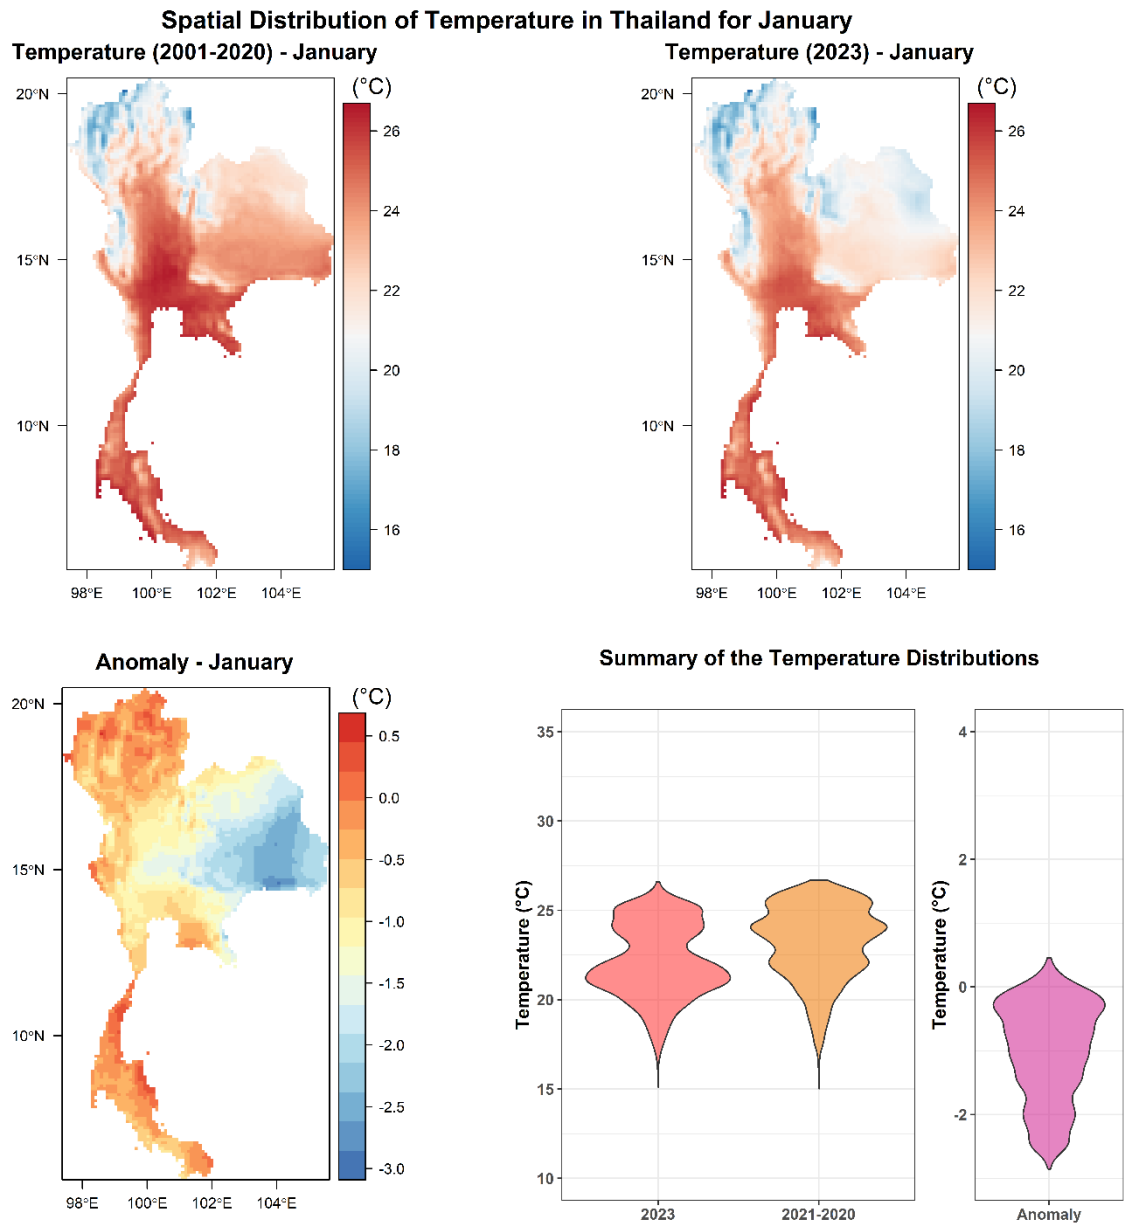 Spatial Distribution of Temperature in Thailand for January
Temperature (2001-2020) - January
Temperature (2023) - January
(°C)
(°C)
20°N
15°N
10°N
26
24
22
20
18
16
98°E 100°E 102°E 104°E
20°N
15°N
10°N
26
24
22
20
18
16
98°E 100°E 102°E 104°E
Anomaly - January
(°C)
20°N
15°N
10°N
0.5
0.0
-0.5
-1.0
-1.5
-2.0
-2.5
-3.0
98°E 100°E 102°E 104°E
Summary of the Temperature Distributions
Temperature (°C)
35
30
25
20
15
10
2023 2021-2020
Temperature (°C)
4
2
0
-2
Anomaly